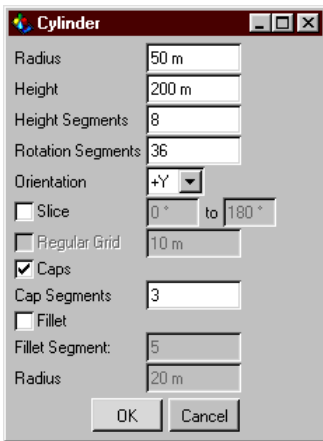 Cylinder
Radius 50 m
Height 200 m
Height Segments 8
Rotation Segments 36
Orientation +Y
Slice 0 ° to 180 °
Regular Grid 10 m
Caps
Cap Segments 3
Fillet
Fillet Segment: 5
Radius 20 m
OK Cancel